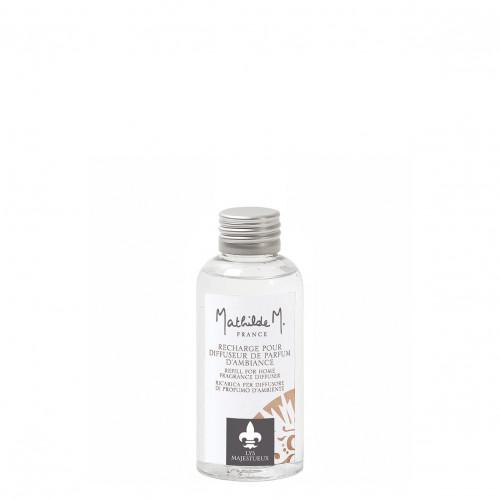 Mathilde M.
FRANCE
RECHARGE POUR
DIFFUSEUR DE PARFUM
D'AMBIANCE
REFILL FOR HOME
FRAGRANCE DIFFUSER
RICARICA PER DIFFUSORE
DI PROFUMO D'AMBIENTE
LYS
MAJESTUEUX